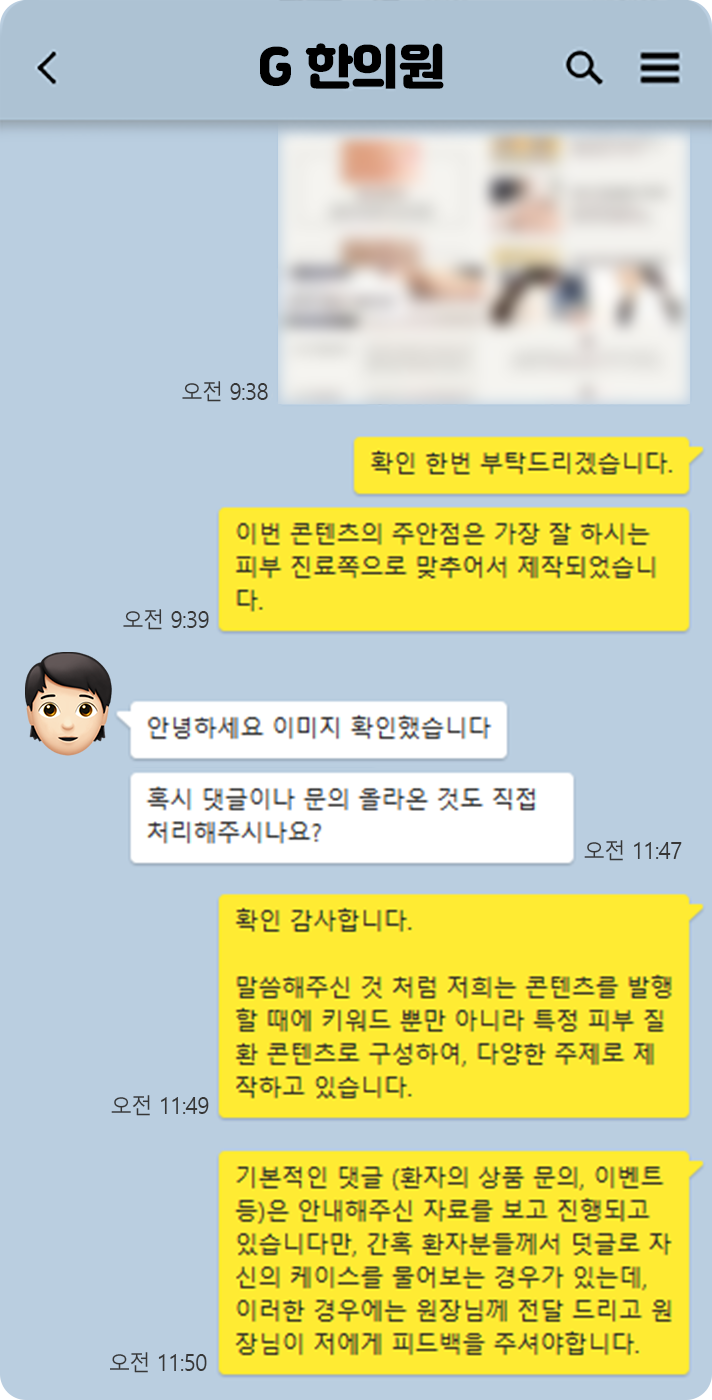 G 한의원
오전 9:38
확인 한번 부탁드리겠습니다.
이번 콘텐츠의 주안점은 가장 잘 하시는
피부 진료쪽으로 맞추어서 제작되었습니
다.
오전 9:39
안녕하세요 이미지 확인했습니다
혹시 댓글이나 문의 올라온 것도 직접
처리해주시나요?
오전 11:47
확인 감사합니다.
말씀해주신 것 처럼 저희는 콘텐츠를 발행
할 때에 키워드 뿐만 아니라 특정 피부 질
환 콘텐츠로 구성하여, 다양한 주제로 제
작하고 있습니다.
오전 11:49
기본적인 댓글 (환자의 상품 문의, 이벤트
등)은 안내해주신 자료를 보고 진행되고
있습니다만, 간혹 환자분들께서 덧글로 자
신의 케이스를 물어보는 경우가 있는데,
이러한 경우에는 원장님께 전달 드리고 원
장님이 저에게 피드백을 주셔야합니다.
오전 11:50